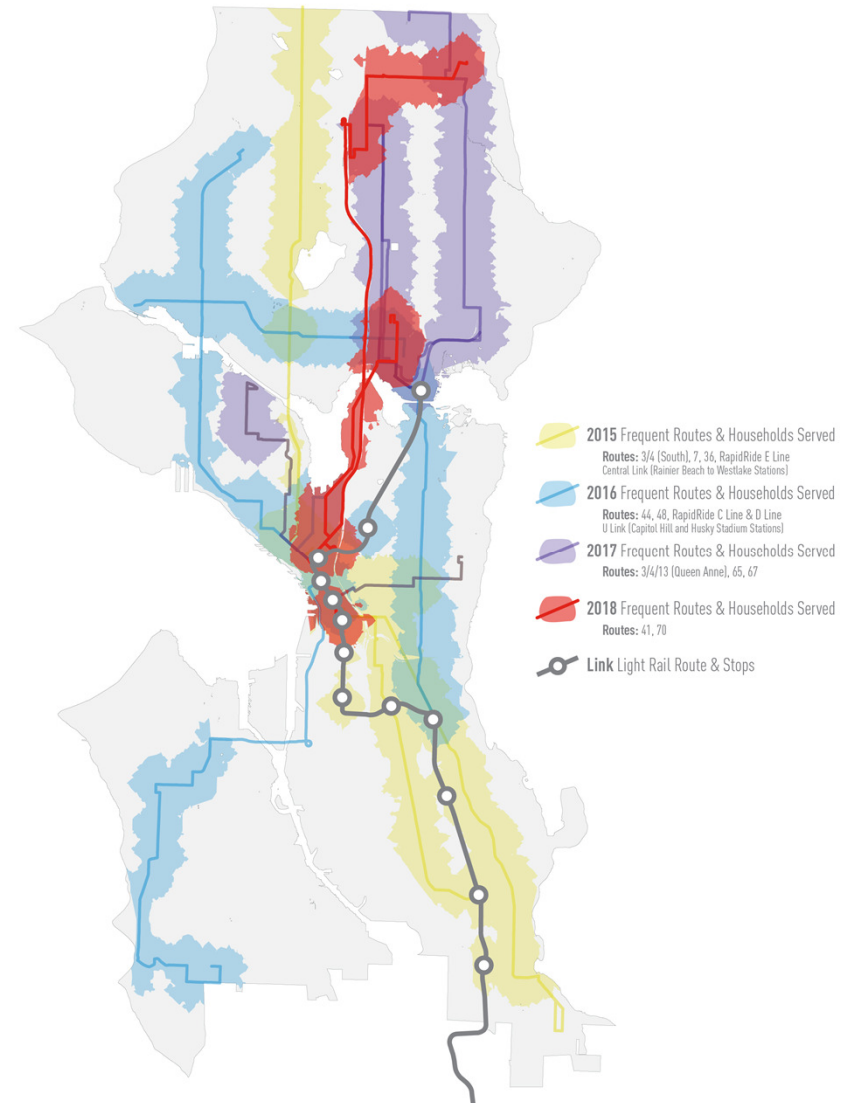 2015 Frequent Routes & Households Served
Routes: 3/4 (South), 7, 36, RapidRide E Line
Central Link (Rainier Beach to Westlake Stations)
2016 Frequent Routes & Households Served
Routes: 44, 48, RapidRide C Line & D Line
U Link (Capitol Hill and Husky Stadium Stations)
2017 Frequent Routes & Households Served
Routes: 3/4/13 (Queen Anne), 65, 67
2018 Frequent Routes & Households Served
Routes: 41, 70
Link Light Rail Route & Stops